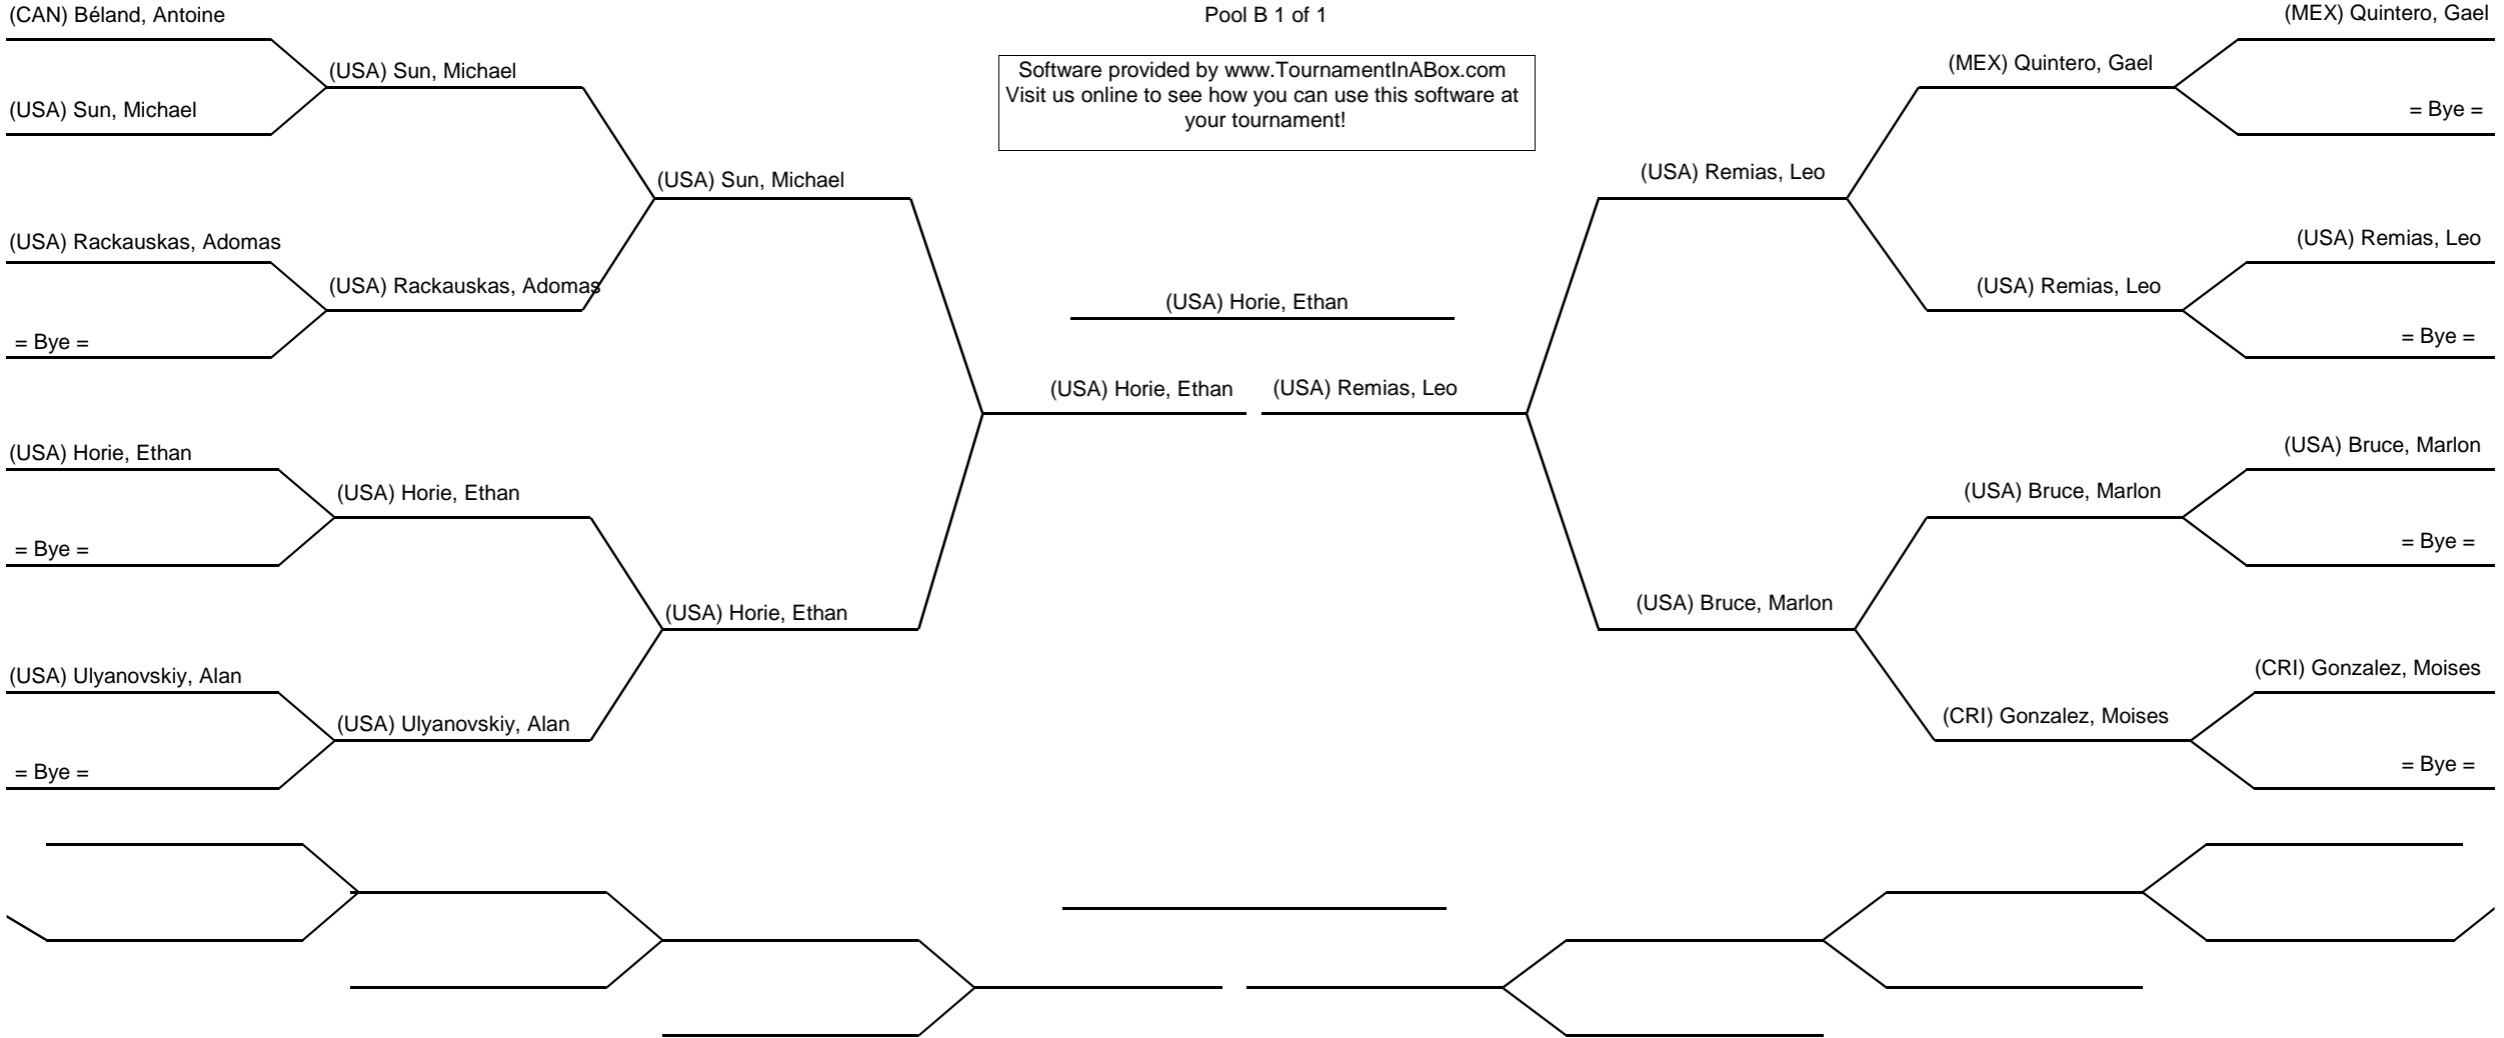 (CAN) Béland, Antoine
(USA) Sun, Michael
(USA) Rackauskas, Adomas
= Bye =
(USA) Horie, Ethan
= Bye =
(USA) Ulyanovskiy, Alan
= Bye =
(USA) Sun, Michael
(USA) Rackauskas, Adomas
(USA) Horie, Ethan
(USA) Ulyanovskiy, Alan
(USA) Sun, Michael
(USA) Horie, Ethan
Pool B 1 of 1
Software provided by www.TournamentInABox.com
Visit us online to see how you can use this software at
your tournament!
(USA) Horie, Ethan
(USA) Horie, Ethan
(USA) Remias, Leo
(USA) Remias, Leo
(USA) Bruce, Marlon
(MEX) Quintero, Gael
(USA) Remias, Leo
(USA) Bruce, Marlon
(CRI) Gonzalez, Moises
(MEX) Quintero, Gael
= Bye =
(USA) Remias, Leo
= Bye =
(USA) Bruce, Marlon
= Bye =
(CRI) Gonzalez, Moises
= Bye =